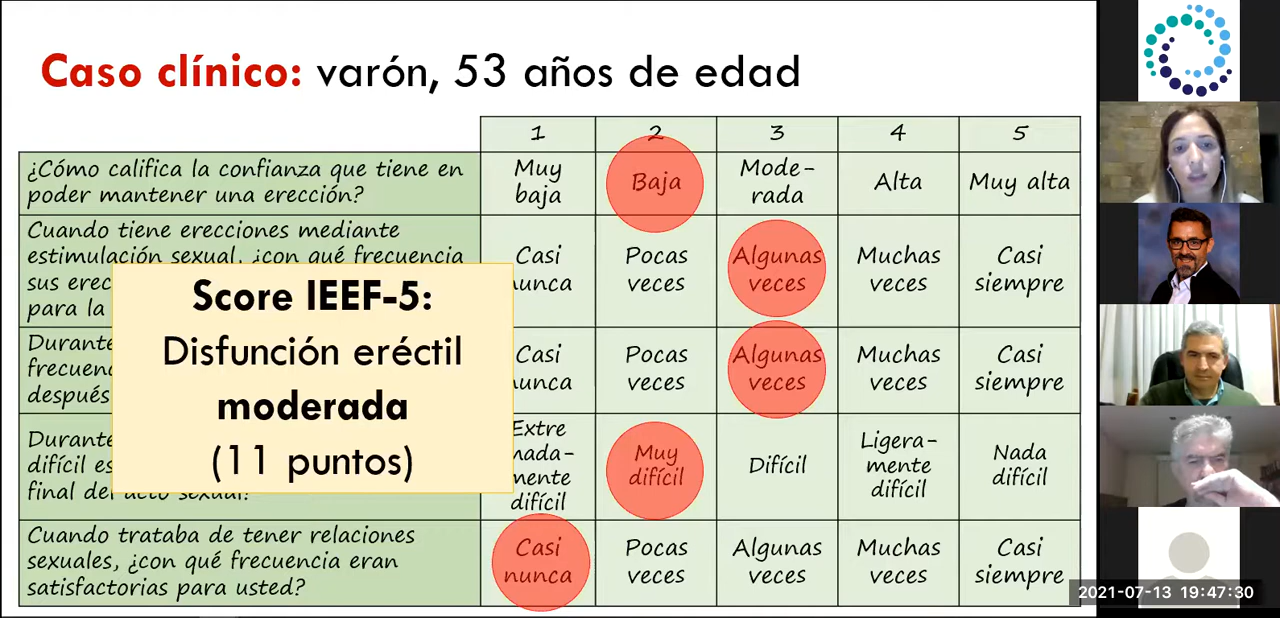 Caso clínico: varón, 53 años de edad
1 2 3 4 5
¿Cómo califica la confianza que tiene en
poder mantener una erección?
Muy
baja
Baja
Mode-
rada
Alta
Muy alta
Cuando tiene erecciones mediante
estimulación sexual, ¿con qué frecuencia
sus erec
para la
Casi
nunca
Pocas
veces
Algunas
veces
Muchas
veces
Casi
siempre
Durante
frecuenc
después
Casi
nunca
Pocas
veces
Algunas
veces
Muchas
veces
Casi
siempre
Durante
difícil es
final del acto sexual?
Extre
mada-
mente
difícil
Muy
difícil
Difícil
Ligera-
mente
difícil
Nada
difícil
Cuando trataba de tener relaciones
sexuales, ¿con qué frecuencia eran
satisfactorias para usted?
Casi
nunca
Pocas
veces
Algunas
veces
Muchas
veces
Casi
siempre
Score IEEF-5:
Disfunción eréctil
moderada
(11 puntos)
2021-07-13 19:47:30